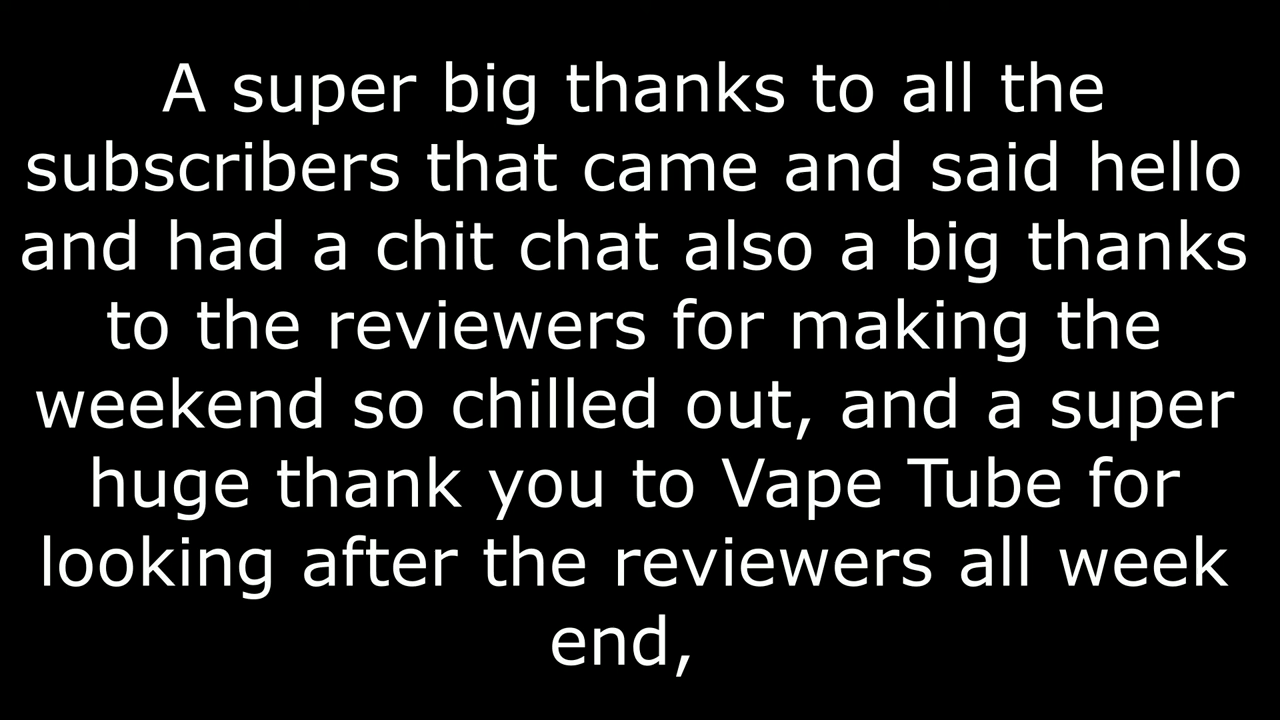 A super big thanks to all the
subscribers that came and said hello
and had a chit chat also a big thanks
to the reviewers for making the
weekend so chilled out, and a super
huge thank you to Vape Tube for
looking after the reviewers all week
end,